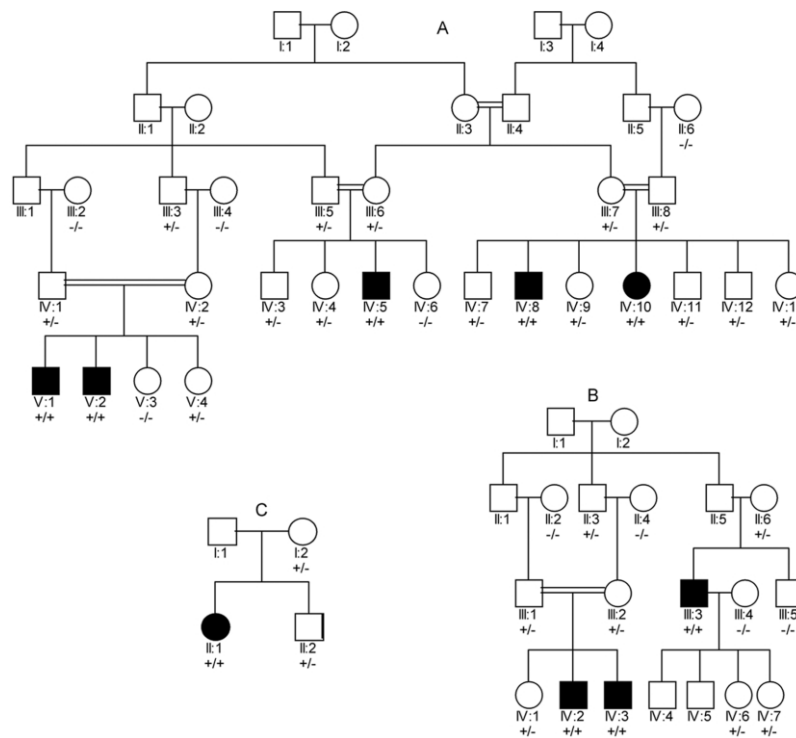 A
I:1 I:2 I:3 I:4
II:1 II:2 II:3 II:4 II:5 II:6
-/-
III:1 III:2 III:3 III:4 III:5 III:6 III:7 III:8
-/- +/- -/- +/- +/- +/- +/-
IV:1 IV:2 IV:3 IV:4 IV:5 IV:6 IV:7 IV:8 IV:9 IV:10 IV:11 IV:12 IV:1
+/- +/- +/- +/- +/+ -/- +/- +/+ +/- +/+ +/- +/- +/-
V:1 V:2 V:3 V:4
+/+ +/+ -/- +/-
B
I:1 I:2
II:1 II:2 II:3 II:4 II:5 II:6
-/- +/- -/- +/-
III:1 III:2 III:3 III:4 III:5
+/- +/- +/+ -/- -/-
IV:1 IV:2 IV:3 IV:4 IV:5 IV:6 IV:7
+/- +/+ +/+ +/- +/-
C
I:1 I:2
+/-
II:1 II:2
+/+ +/-